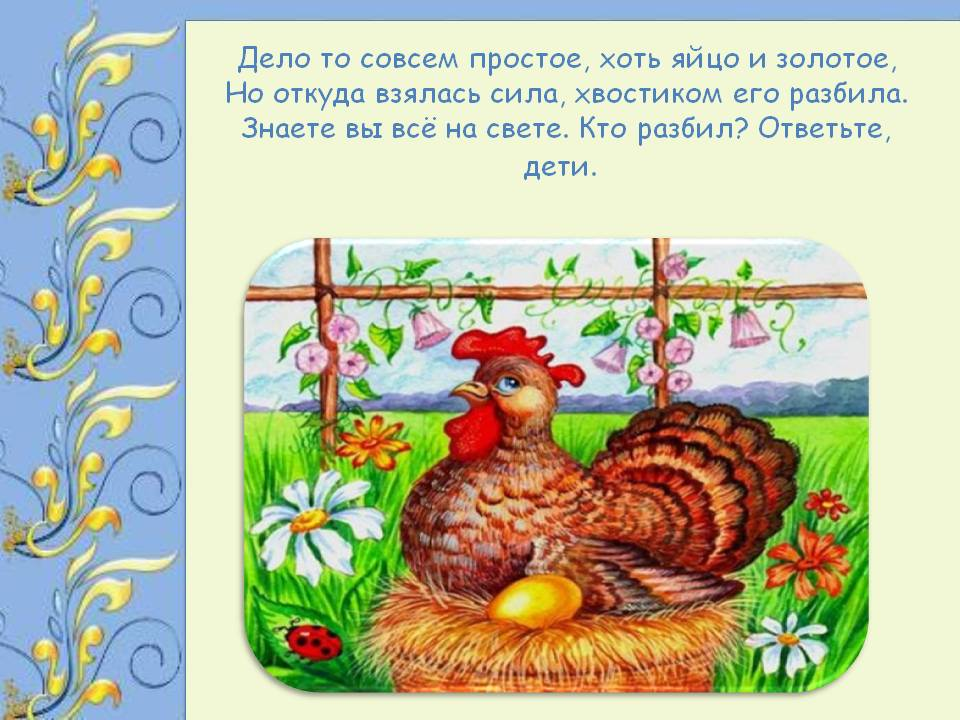 Дело то совсем простое, хоть яйцо и золотое,
Но откуда взялась сила, хвостиком его разбила.
Знаете вы всё на свете. Кто разбил? Ответьте,
дети.